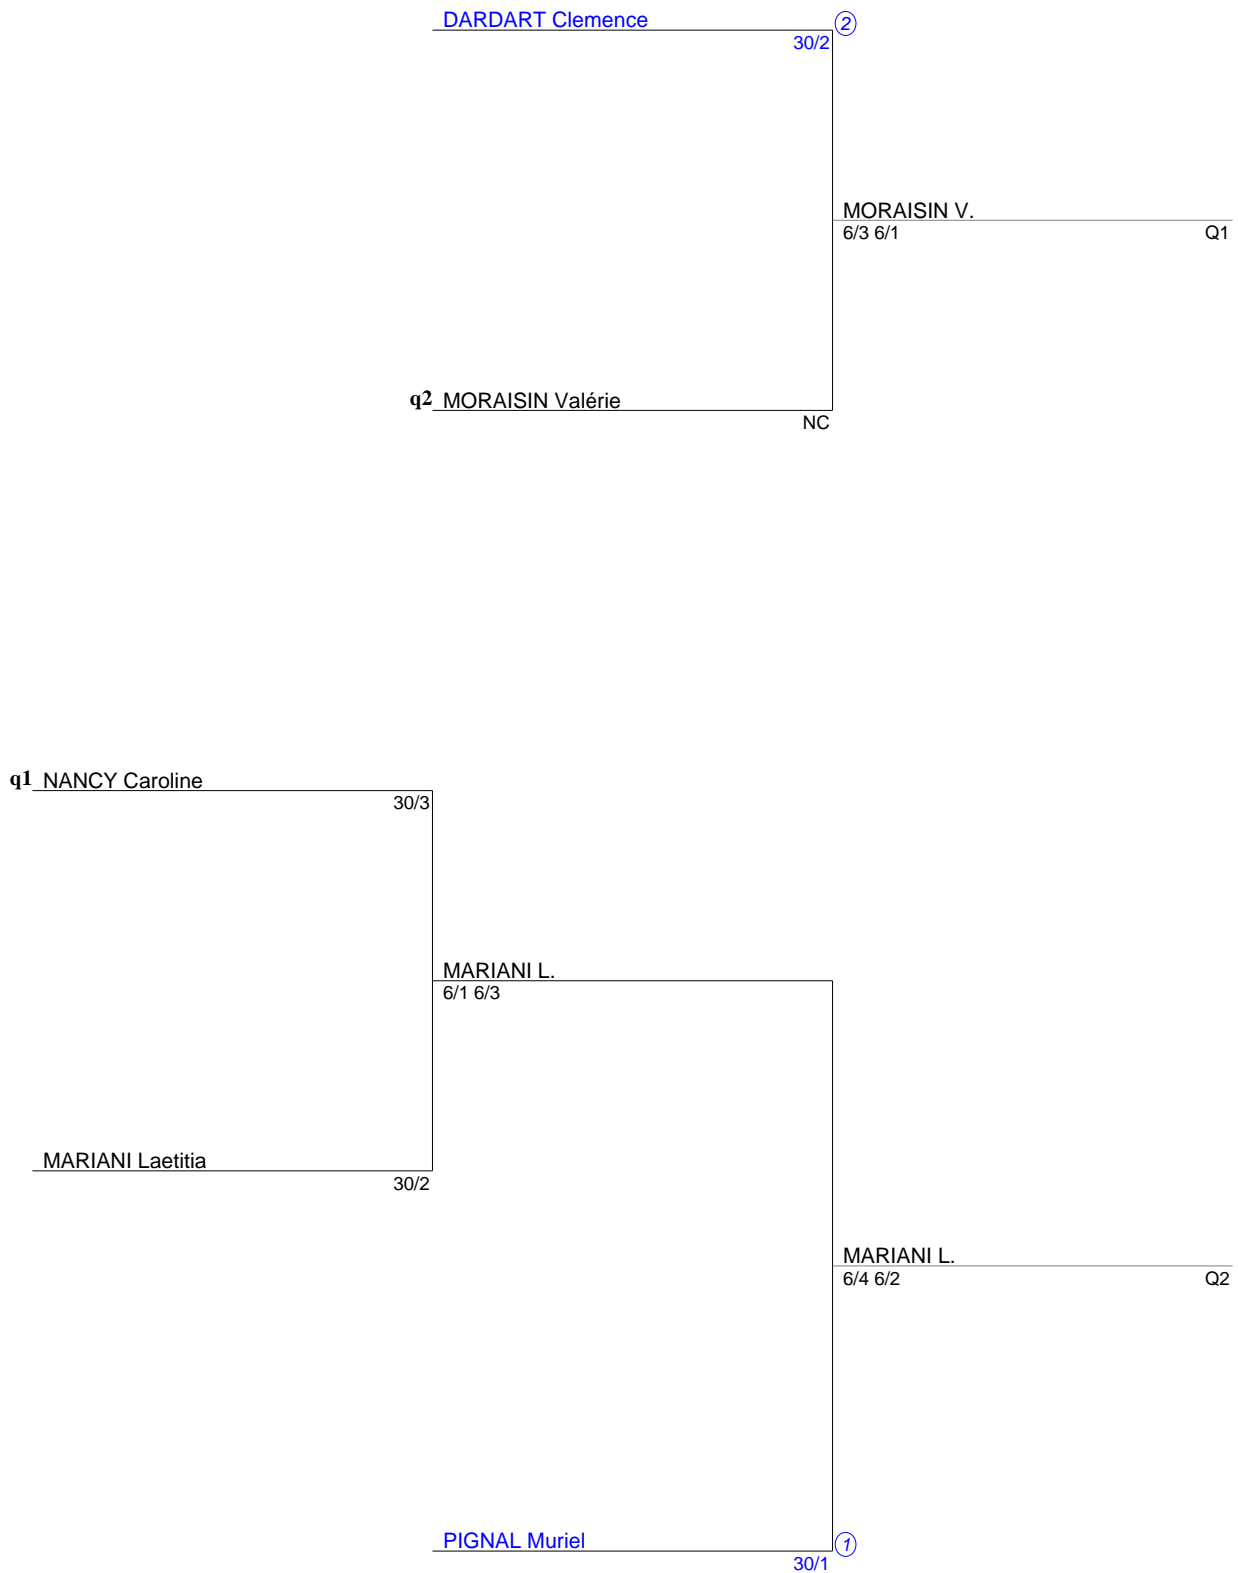 DARDART Clemence
2
30/2
MORAISIN V.
6/3 6/1
Q1
q2 MORAISIN Valérie
NC
q1 NANCY Caroline
30/3
MARIANI L.
6/1 6/3
MARIANI Laetitia
30/2
MARIANI L.
6/4 6/2
Q2
PIGNAL Muriel
1
30/1